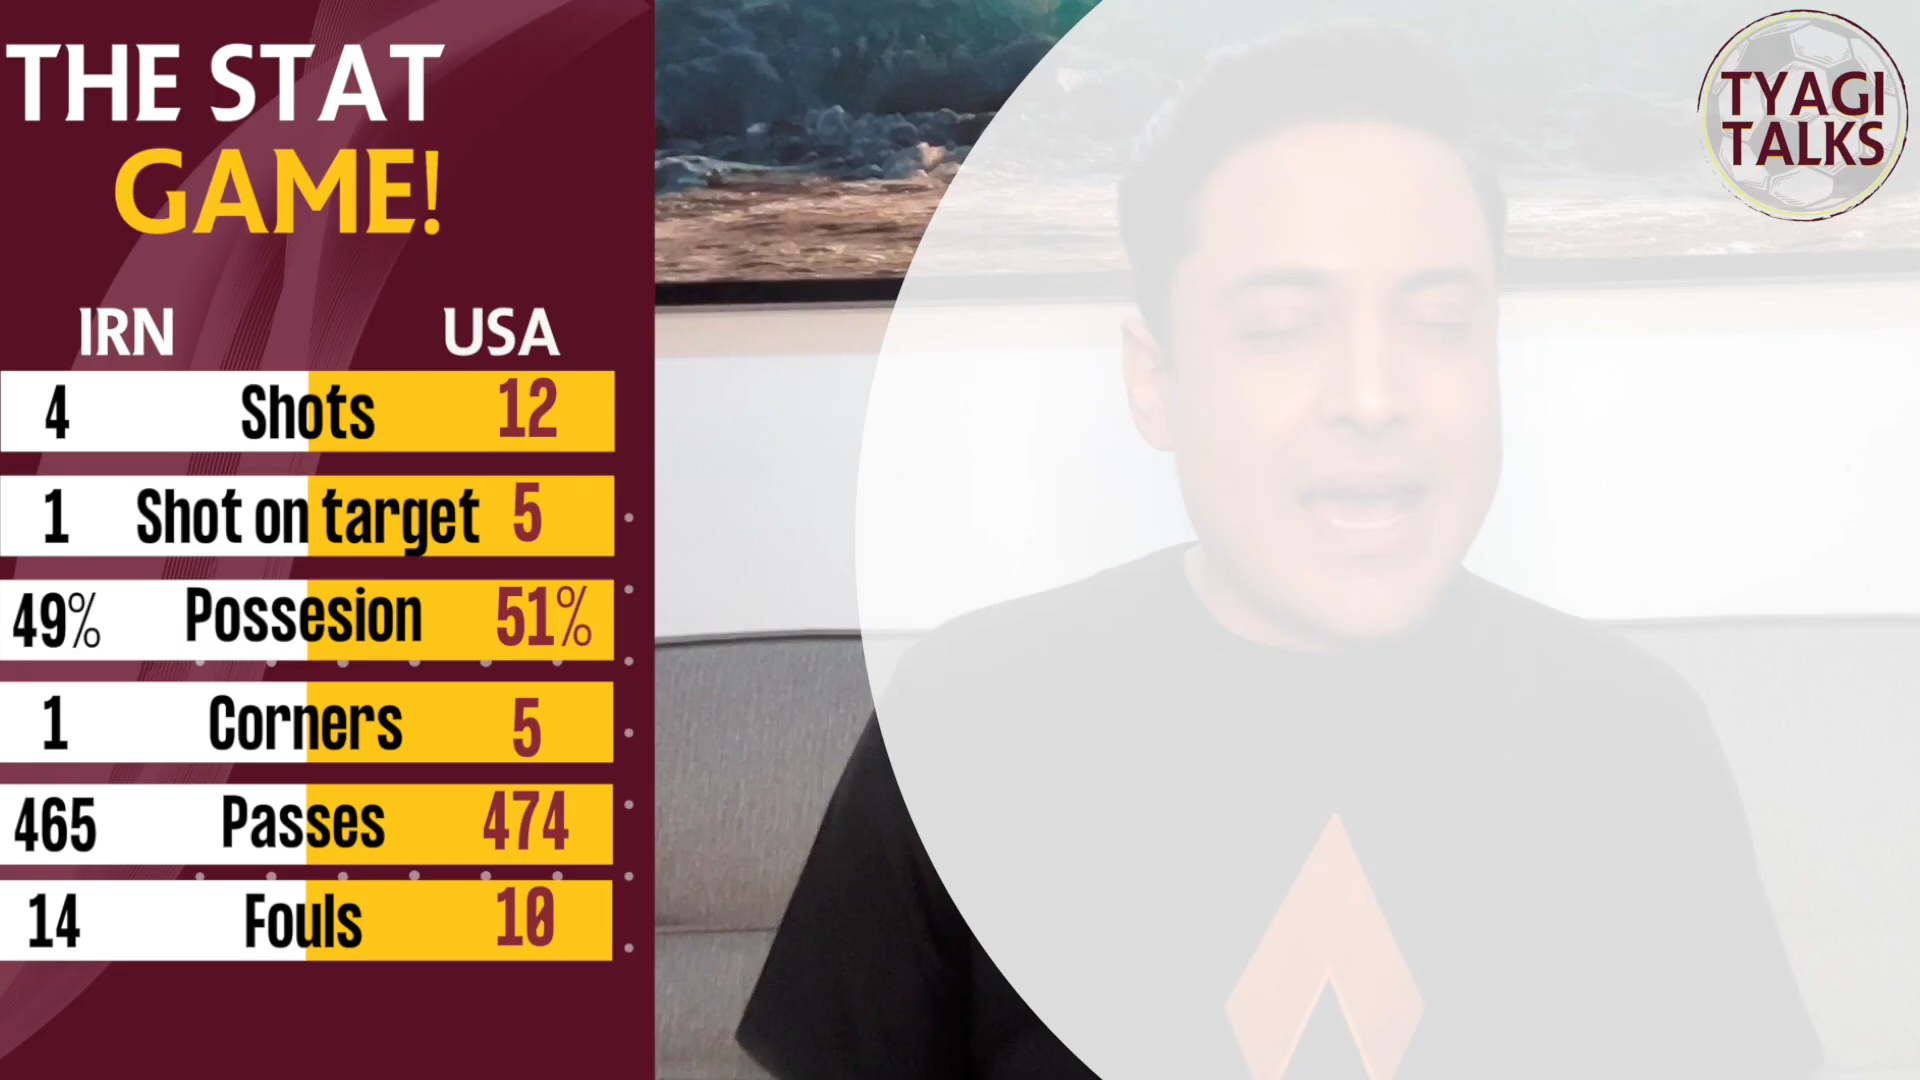 THE STAT
GAME!
IRN USA
4 Shots 12
1 Shot on target 5
49% Possesion 51%
1 Corners 5
465 Passes 474
14 Fouls 10
TYAGI
TALKS